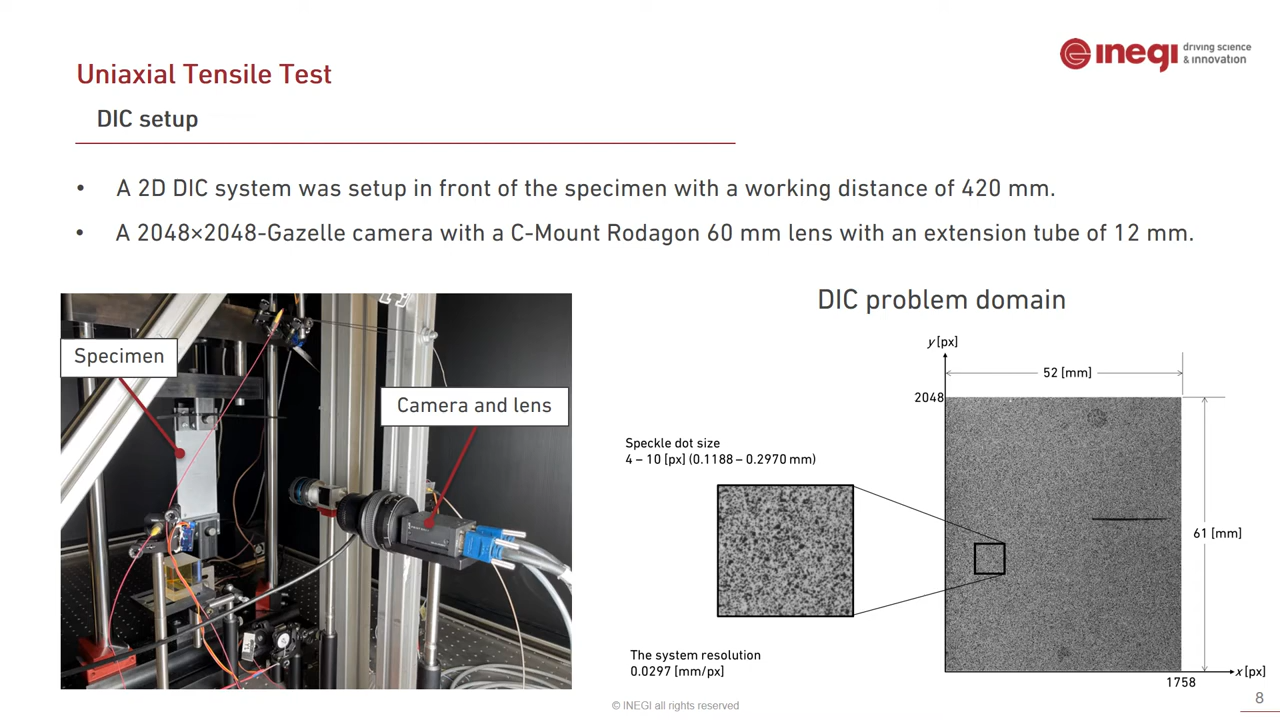 inegi driving science
& innovation
Uniaxial Tensile Test
DIC setup
• A 2D DIC system was setup in front of the specimen with a working distance of 420 mm.
• A 2048×2048-Gazelle camera with a C-Mount Rodagon 60 mm lens with an extension tube of 12 mm.
Specimen
Camera and lens
DIC problem domain
y [px]
52 [mm]
2048
Speckle dot size
4 – 10 [px] (0.1188 – 0.2970 mm)
61 [mm]
The system resolution
0.0297 [mm/px]
x [px]
1758
© INEGI all rights reserved
8